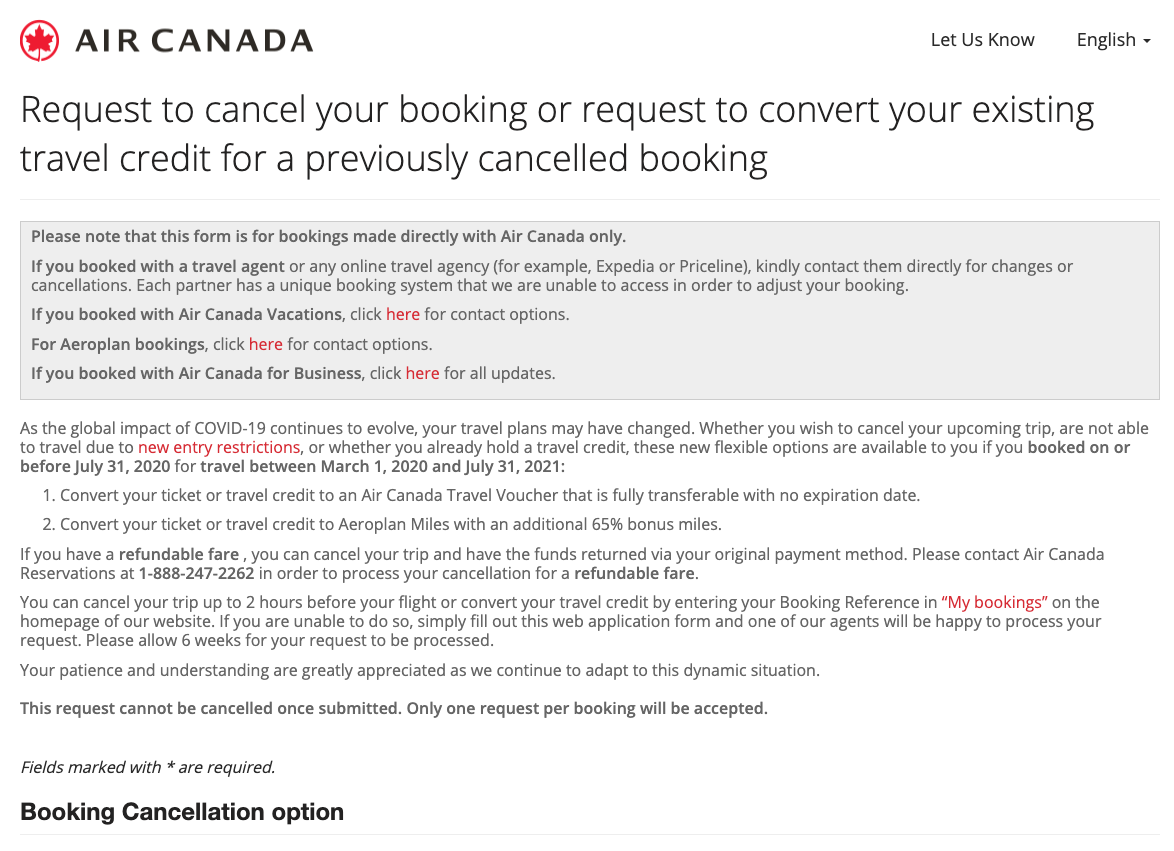 AIR CANADA
Let Us Know
English
Request to cancel your booking or request to convert your existing
travel credit for a previously cancelled booking
Please note that this form is for bookings made directly with Air Canada only.
If you booked with a travel agent or any online travel agency (for example, Expedia or Priceline), kindly contact them directly for changes or
cancellations. Each partner has a unique booking system that we are unable to access in order to adjust your booking.
If you booked with Air Canada Vacations, click here for contact options.
For Aeroplan bookings, click here for contact options.
If you booked with Air Canada for Business, click here for all updates.
As the global impact of COVID-19 continues to evolve, your travel plans may have changed. Whether you wish to cancel your upcoming trip, are not able
to travel due to new entry restrictions, or whether you already hold a travel credit, these new flexible options are available to you if you booked on or
before July 31, 2020 for travel between March 1, 2020 and July 31, 2021:
1. Convert your ticket or travel credit to an Air Canada Travel Voucher that is fully transferable with no expiration date.
2. Convert your ticket or travel credit to Aeroplan Miles with an additional 65% bonus miles.
If you have a refundable fare , you can cancel your trip and have the funds returned via your original payment method. Please contact Air Canada
Reservations at 1-888-247-2262 in order to process your cancellation for a refundable fare.
You can cancel your trip up to 2 hours before your flight or convert your travel credit by entering your Booking Reference in “My bookings” on the
homepage of our website. If you are unable to do so, simply fill out this web application form and one of our agents will be happy to process your
request. Please allow 6 weeks for your request to be processed.
Your patience and understanding are greatly appreciated as we continue to adapt to this dynamic situation.
This request cannot be cancelled once submitted. Only one request per booking will be accepted.
Fields marked with * are required.
Booking Cancellation option